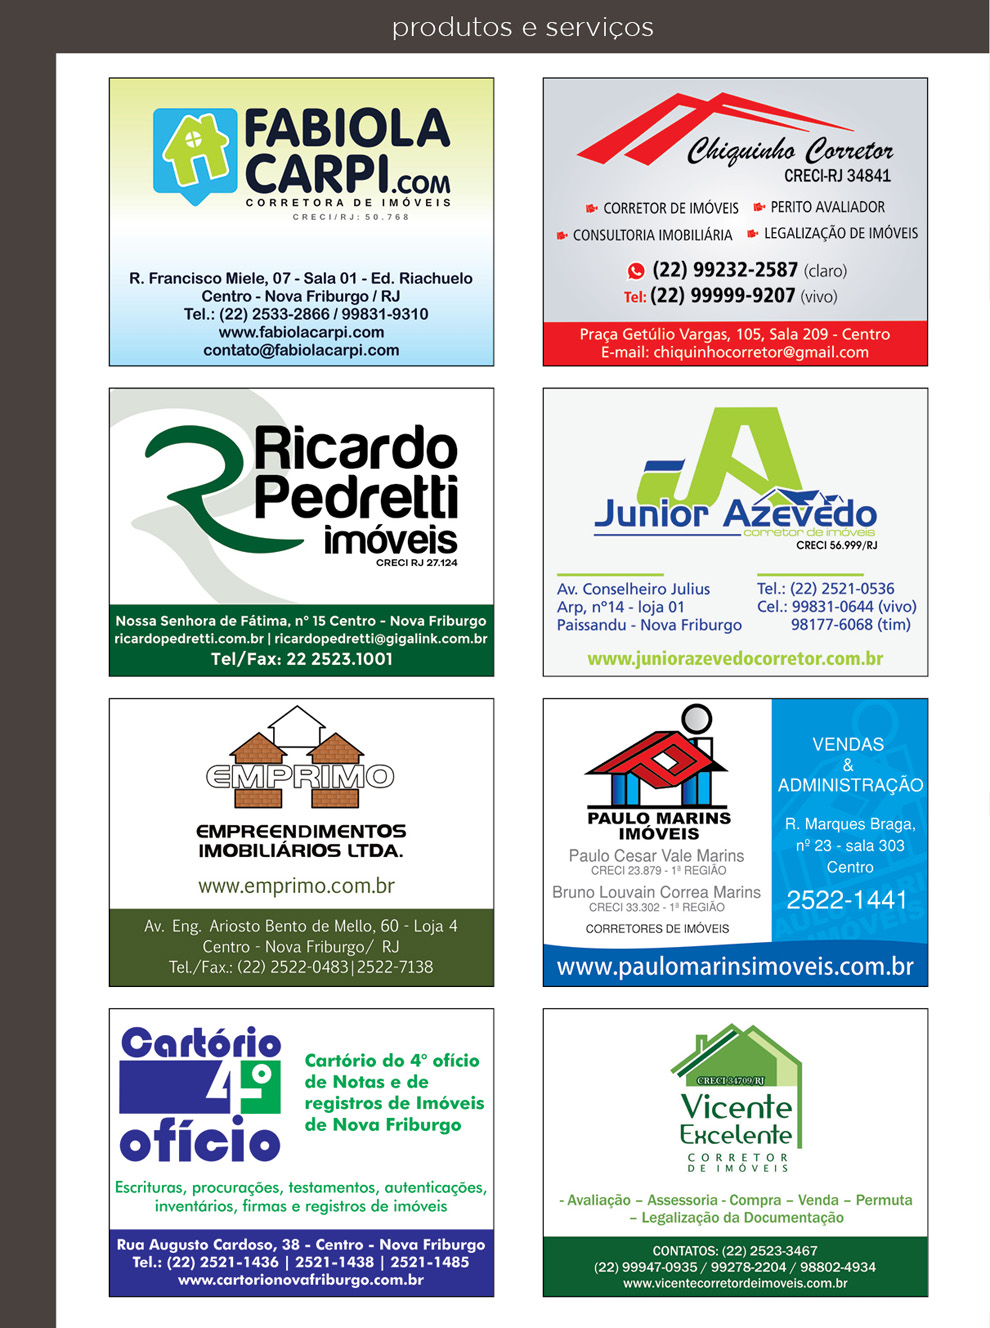 produtos e serviços
FABIOLA
CARPI.COM
CORRETORA DE IMÓVEIS
CRECI/RJ: 50.768
R. Francisco Miele, 07 - Sala 01 - Ed. Riachuelo
Centro - Nova Friburgo / RJ
Tel.: (22) 2533-2866 / 99831-9310
www.fabiolacarpi.com
contato@fabiolacarpi.com
Chiquinho Corretor
CRECI-RJ 34841
CORRETOR DE IMÓVEIS
PERITO AVALIADOR
CONSULTORIA IMOBILIÁRIA
LEGALIZAÇÃO DE IMÓVEIS
(22) 99232-2587 (claro)
Tel: (22) 99999-9207 (vivo)
Praça Getúlio Vargas, 105, Sala 209 - Centro
E-mail: chiquinhocorretor@gmail.com
Ricardo
Pedretti
imóveis
CRECI RJ 27.124
Nossa Senhora de Fátima, n° 15 Centro - Nova Friburgo
ricardopedretti.com.br | ricardopedretti@gigalink.com.br
Tel/Fax: 22 2523.1001
Junior Azevedo
corretor de imóveis
CRECI 56.999/RJ
Av. Conselheiro Julius
Arp, nº14 - loja 01
Paissandu - Nova Friburgo
Tel.: (22) 2521-0536
Cel.: 99831-0644 (vivo)
98177-6068 (tim)
www.juniorazevedocorretor.com.br
EMPRIMO
EMPREENDIMENTOS
IMOBILIÁRIOS LTDA.
www.emprimo.com.br
Av. Eng. Ariosto Bento de Mello, 60 - Loja 4
Centro - Nova Friburgo/ RJ
Tel./Fax.: (22) 2522-0483|2522-7138
PAULO MARINS
IMÓVEIS
Paulo Cesar Vale Marins
CRECI 23.879 - 1ª REGIÃO
Bruno Louvain Correa Marins
CRECI 33.302 - 1ª REGIÃO
CORRETORES DE IMÓVEIS
VENDAS
&
ADMINISTRAÇÃO
R. Marques Braga,
nº 23 - sala 303
Centro
2522-1441
www.paulomarinsimoveis.com.br
Cartório
4º
ofício
Cartório do 4º ofício
de Notas e de
registros de Imóveis
de Nova Friburgo
Escrituras, procurações, testamentos, autenticações,
inventários, firmas e registros de imóveis
Rua Augusto Cardoso, 38 - Centro - Nova Friburgo
Tel.: (22) 2521-1436 | 2521-1438 | 2521-1485
www.cartorionovafriburgo.com.br
CRECI 34709/RJ
Vicente
Excelente
CORRETOR
DE IMÓVEIS
- Avaliação – Assessoria - Compra – Venda – Permuta
– Legalização da Documentação
CONTATOS: (22) 2523-3467
(22) 99947-0935 / 99278-2204 / 98802-4934
www.vicentecorretordeimoveis.com.br